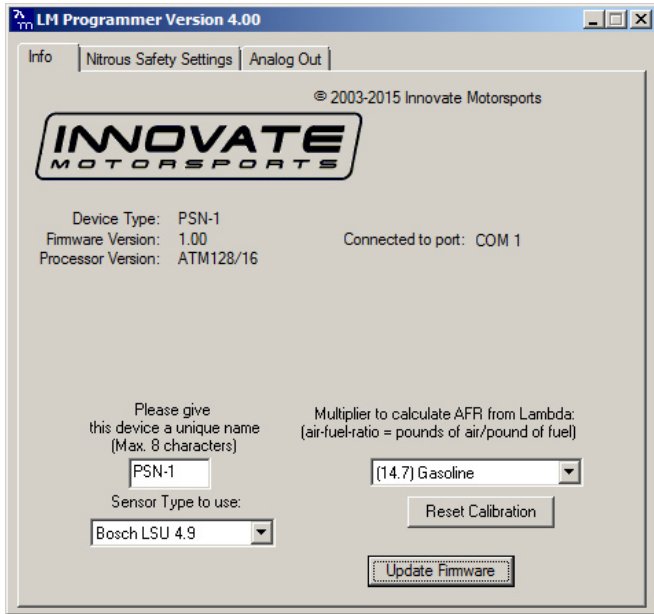 LM Programmer Version 4.00
Info
Nitrous Safety Settings
Analog Out
© 2003-2015 Innovate Motorsports
INNOVATE
MOTORSPORTS
Device Type: PSN-1
Firmware Version: 1.00
Connected to port: COM 1
Processor Version: ATM128/16
Please give
this device a unique name
(Max. 8 characters)
PSN-1
Sensor Type to use:
Bosch LSU 4.9
Multiplier to calculate AFR from Lambda:
(air-fuel-ratio = pounds of air/pound of fuel)
(14.7) Gasoline
Reset Calibration
Update Firmware